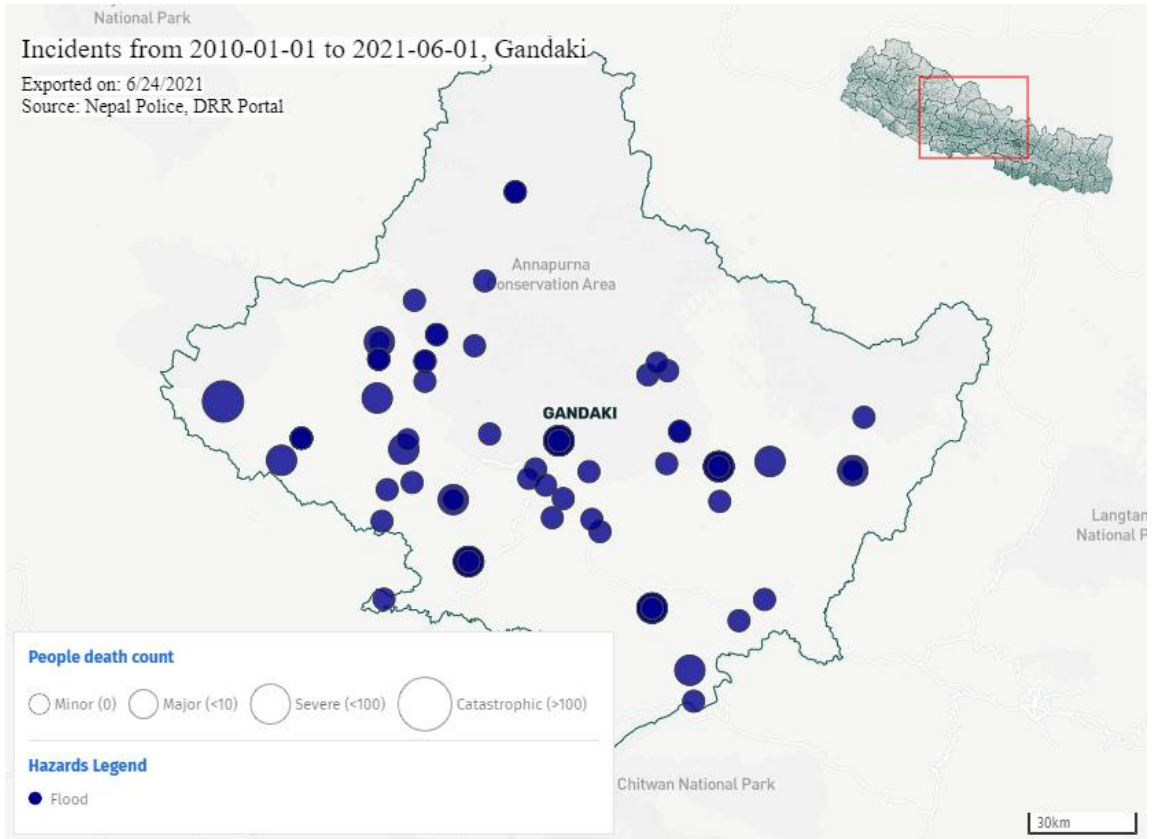 National Park
Incidents from 2010-01-01 to 2021-06-01, Gandaki
Exported on: 6/24/2021
Source: Nepal Police, DRR Portal
Annapurna
Conservation Area
GANDAKI
Langtan
National P
People death count
Minor (0) Major (<10) Severe (<100) Catastrophic (>100)
Hazards Legend
Flood
Chitwan National Park
30km